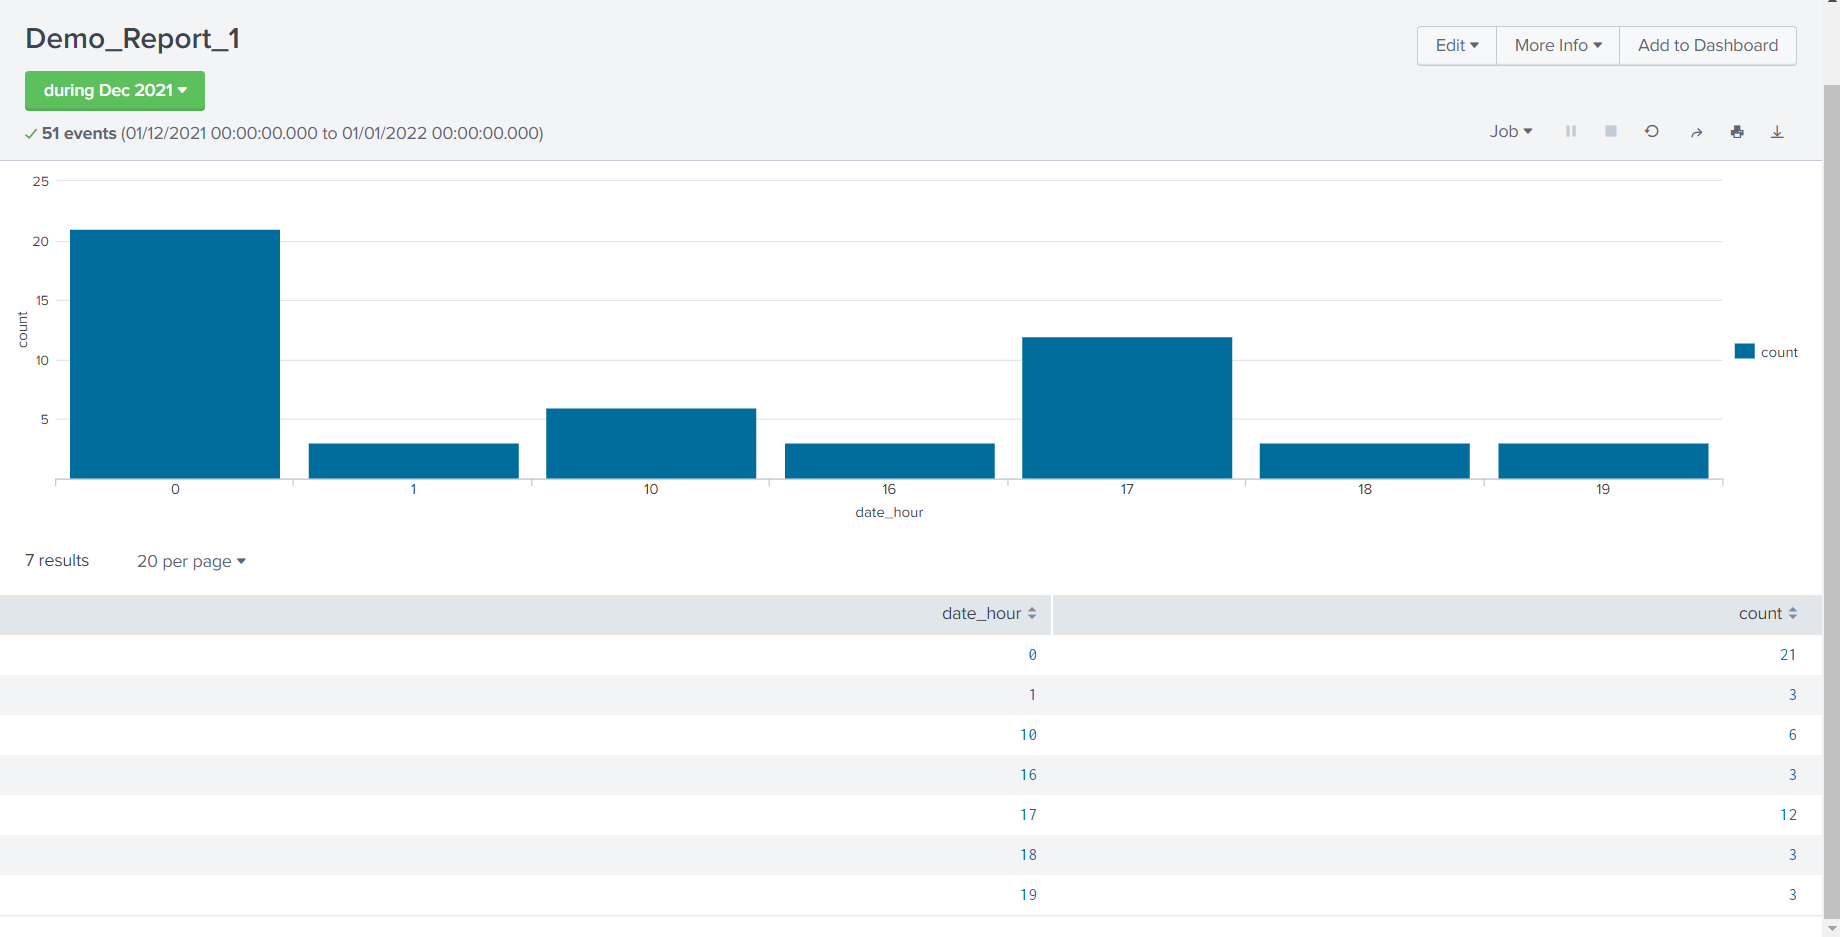 Demo_Report_1
Edit More Info Add to Dashboard
during Dec 2021
51 events (01/12/2021 00:00:00.000 to 01/01/2022 00:00:00.000)
Job
25
20
15
10
5
count
0 1 10 16 17 18 19
date_hour
count
7 results 20 per page
date_hour count
0 21
1 3
10 6
16 3
17 12
18 3
19 3